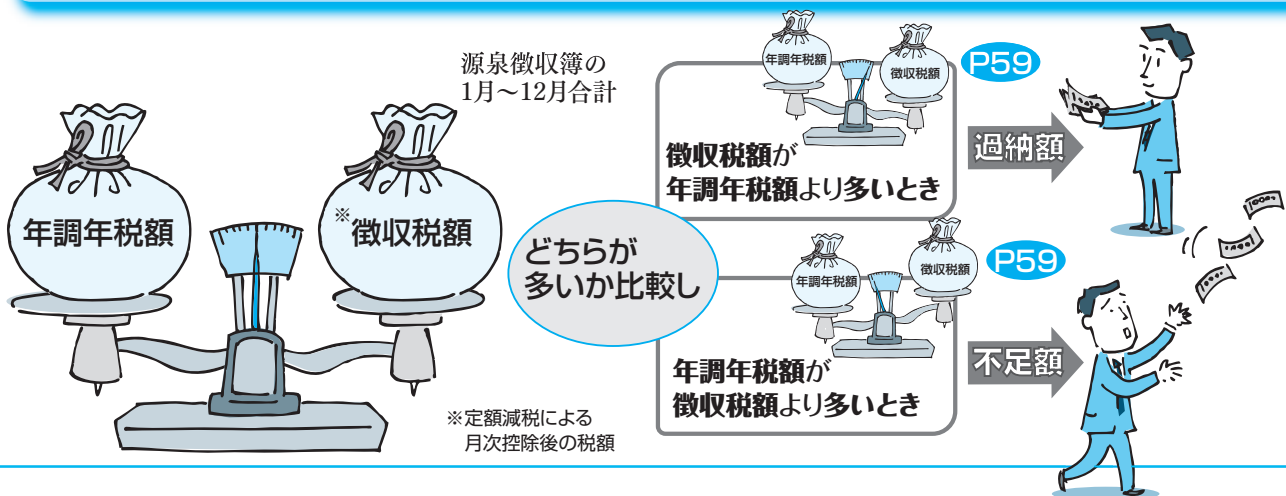 源泉徴収簿の
1月～12月合計
年調年税額
※徴収税額
どちらが
多いか比較し
※定額減税による
月次控除後の税額
年調年税額
徴収税額
P59
徴収税額が
年調年税額より多いとき
過納額
年調年税額
徴収税額
P59
年調年税額が
徴収税額より多いとき
不足額